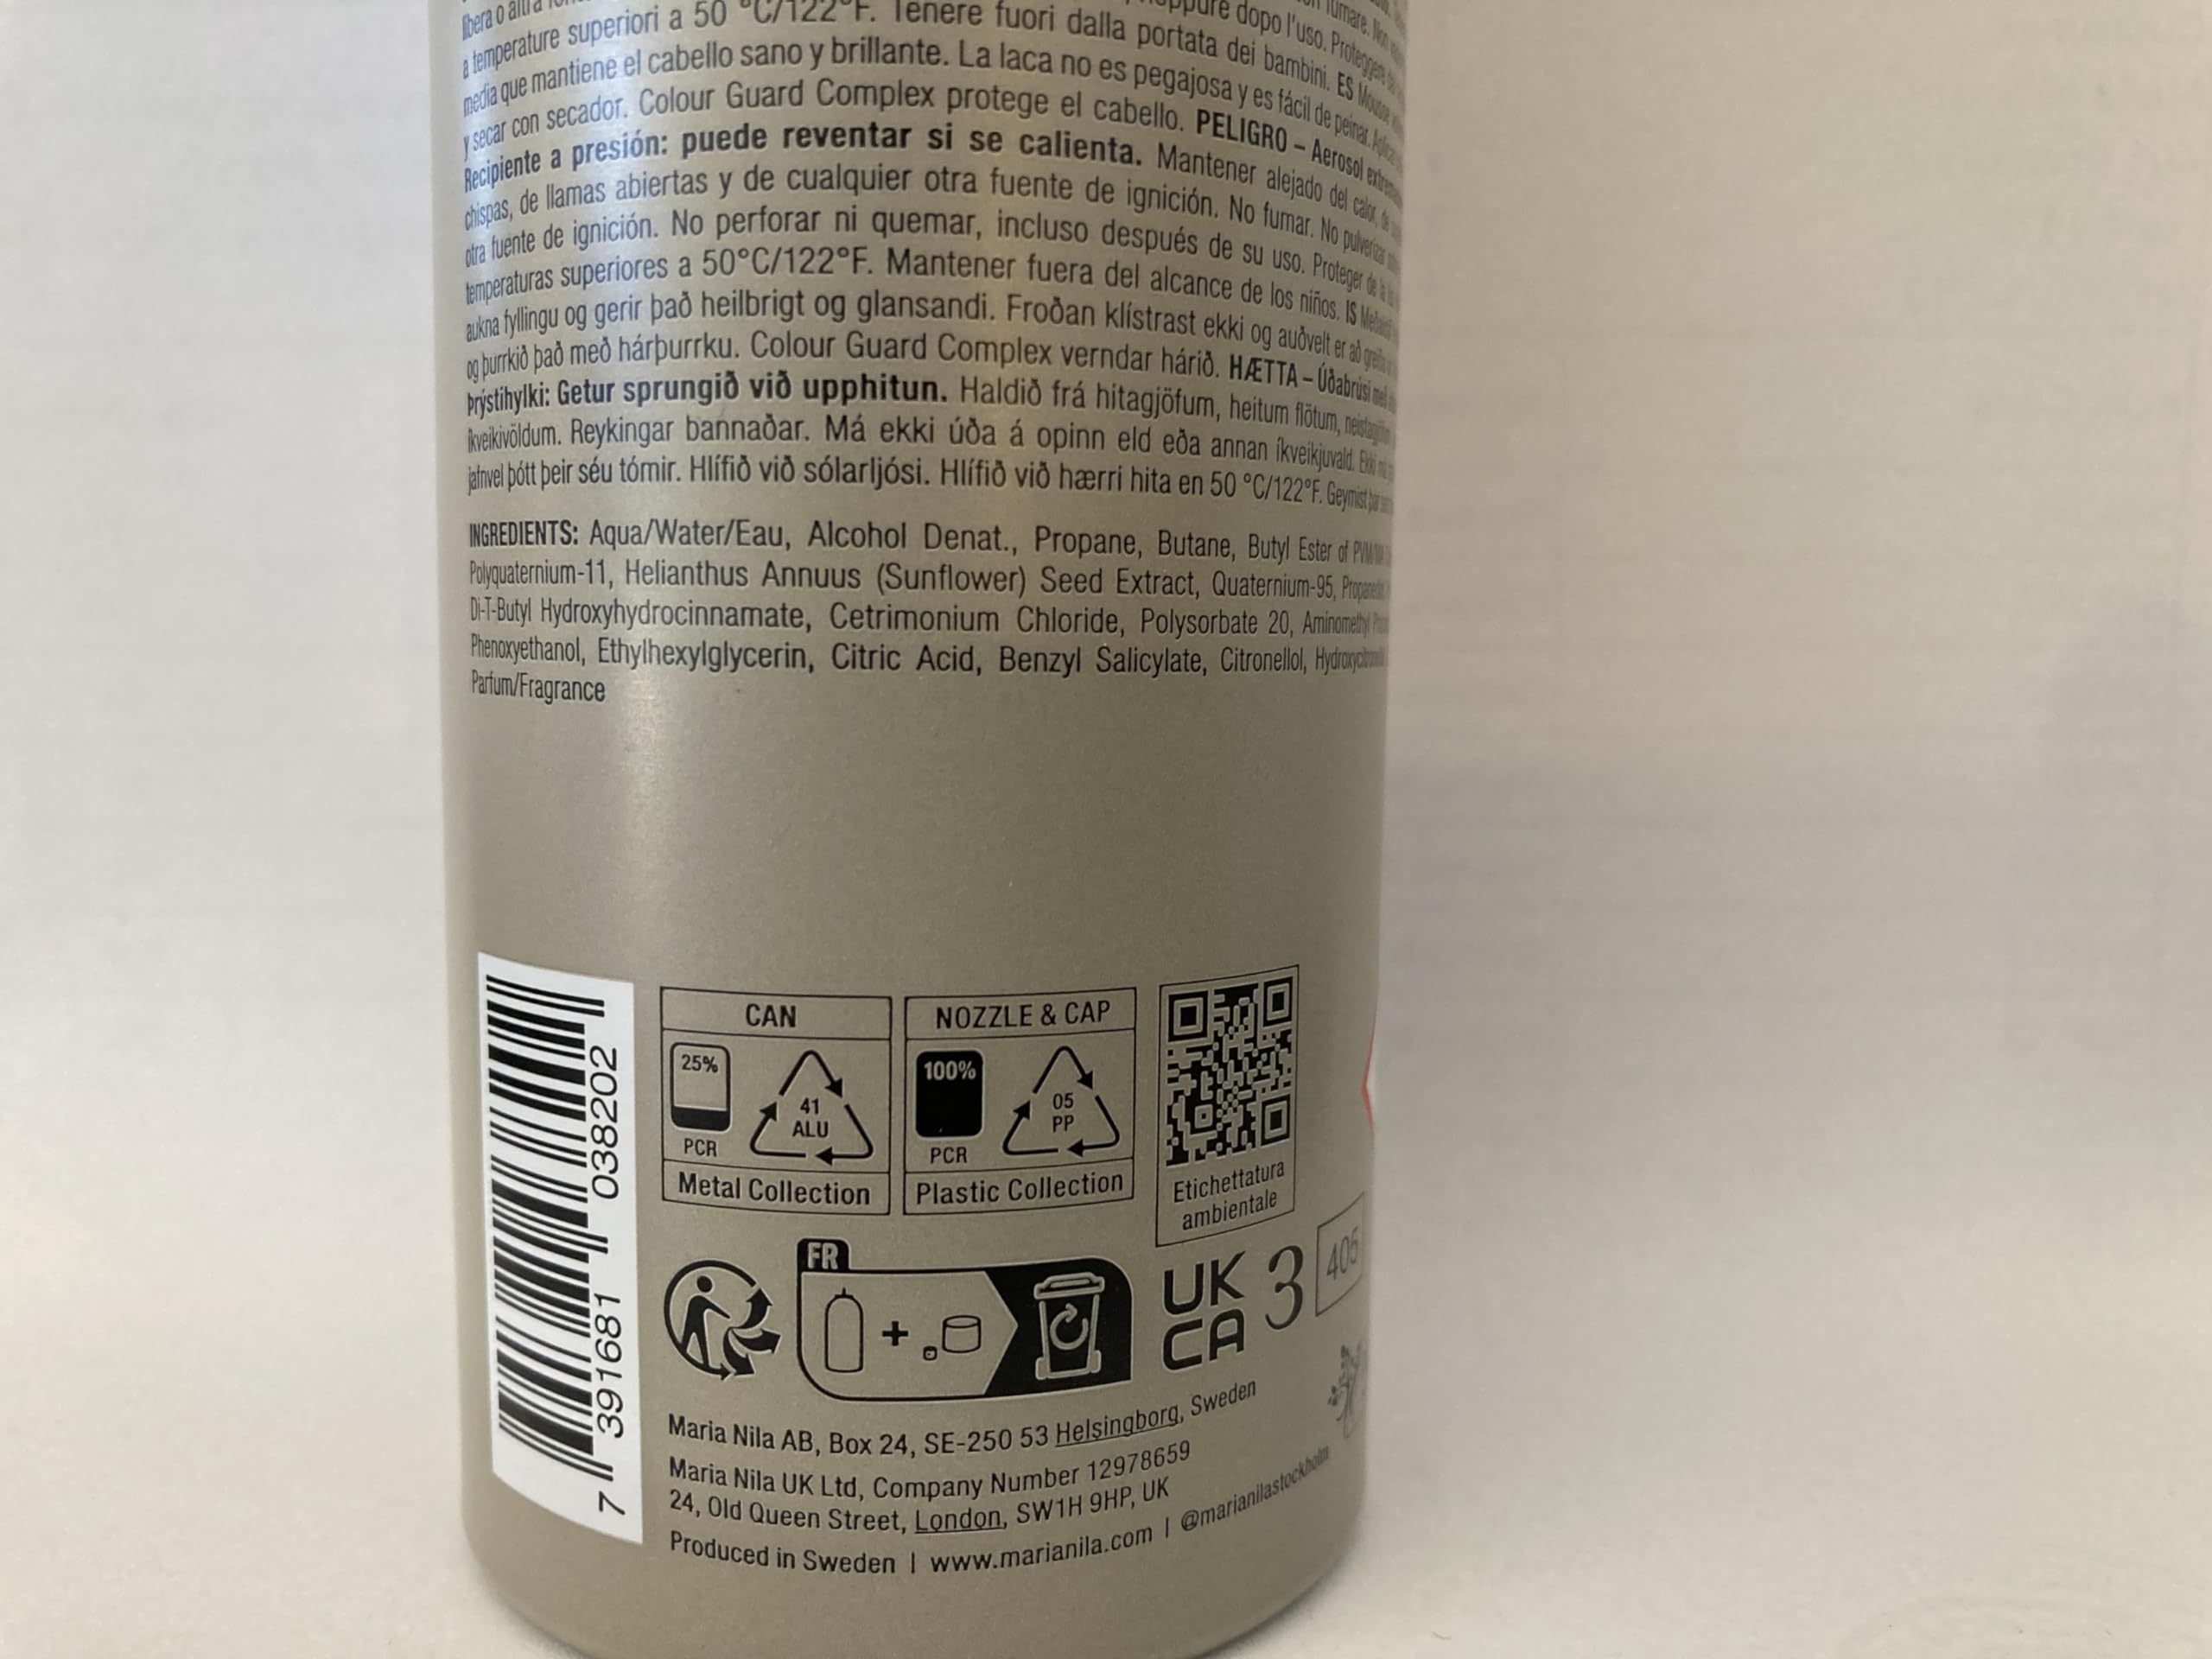 a temperature superiori a 50 °C/122°F. Tenere fuori dalla portata dei bambini. ES Mousse
media que mantiene el cabello sano y brillante. La laca no es pegajosa y es fácil de peinar.
y secar con secador. Colour Guard Complex protege el cabello. PELIGRO – Aerosol
Recipiente a presión: puede reventar si se calienta. Mantener alejado del calor, de
chispas, de llamas abiertas y de cualquier otra fuente de ignición. No fumar. No pulverizar
otra fuente de ignición. No perforar ni quemar, incluso después de su uso. Proteger de la
temperaturas superiores a 50°C/122°F. Mantener fuera del alcance de los niños. IS
aukna fyllingu og gerir það heilbrigt og glansandi. Froðan klístrast ekki og auðvelt er að greiða
og þurrkið það með hárþurrku. Colour Guard Complex verndar hárið. HÆTTA – Úðabrúsi með
Þrýstihylki: Getur sprungið við upphitun. Haldið frá hitagjöfum, heitum flötum,
íkveikivöldum. Reykingar bannaðar. Má ekki úða á opinn eld eða annan íkveikjuvald. Ekki
jafnvel þótt þeir séu tómir. Hlífið við sólarljósi. Hlífið við hærri hita en 50 °C/122°F. Geymist þar
INGREDIENTS: Aqua/Water/Eau, Alcohol Denat., Propane, Butane, Butyl Ester of
Polyquaternium-11, Helianthus Annuus (Sunflower) Seed Extract, Quaternium-95,
Di-T-Butyl Hydroxyhydrocinnamate, Cetrimonium Chloride, Polysorbate 20, Aminomethyl
Phenoxyethanol, Ethylhexylglycerin, Citric Acid, Benzyl Salicylate, Citronellol,
Parfum/Fragrance
CAN
25%
PCR
41
ALU
Metal Collection
NOZZLE & CAP
100%
PCR
05
PP
Plastic Collection
Etichettatura
ambientale
7 391681 038202
FR
+
UK
CA
3
405
Maria Nila AB, Box 24, SE-250 53 Helsingborg, Sweden
Maria Nila UK Ltd, Company Number 12978659
24, Old Queen Street, London, SW1H 9HP, UK
Produced in Sweden | www.marianila.com | @marianilastockholm